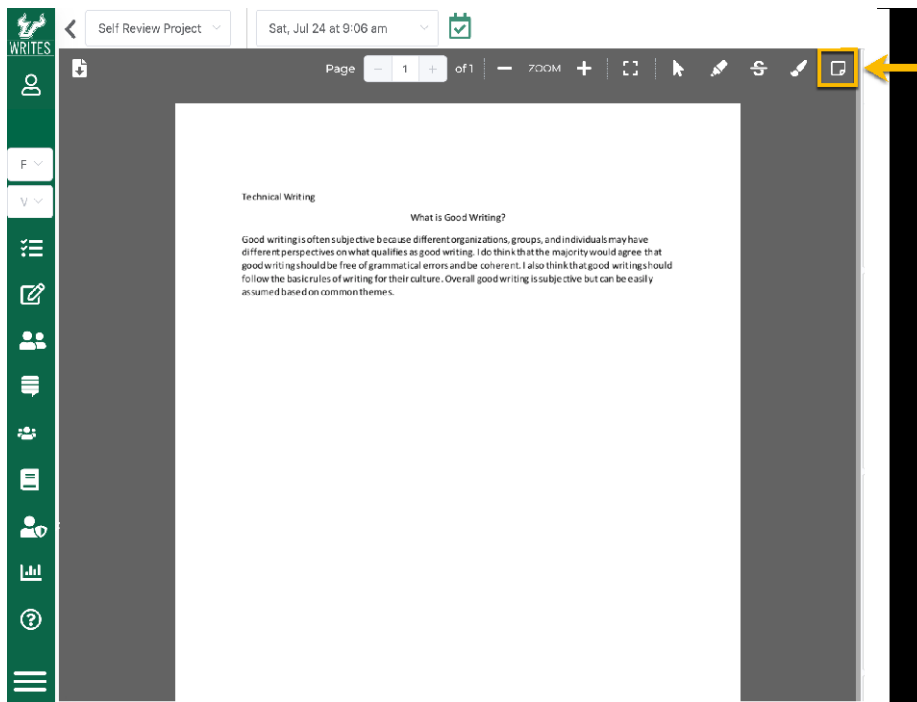 WRITES
Self Review Project
Sat, Jul 24 at 9:06 am
Page - 1 + of 1 ZOOM
F
V
Technical Writing
What is Good Writing?
Good writing is often subjective because different organizations, groups, and individuals may have
different perspectives on what qualifies as good writing. I do think that the majority would agree that
good writing should be free of grammatical errors and be coherent. I also think that good writing should
follow the basic rules of writing for their culture. Overall good writing is subjective but can be easily
assumed based on common themes.